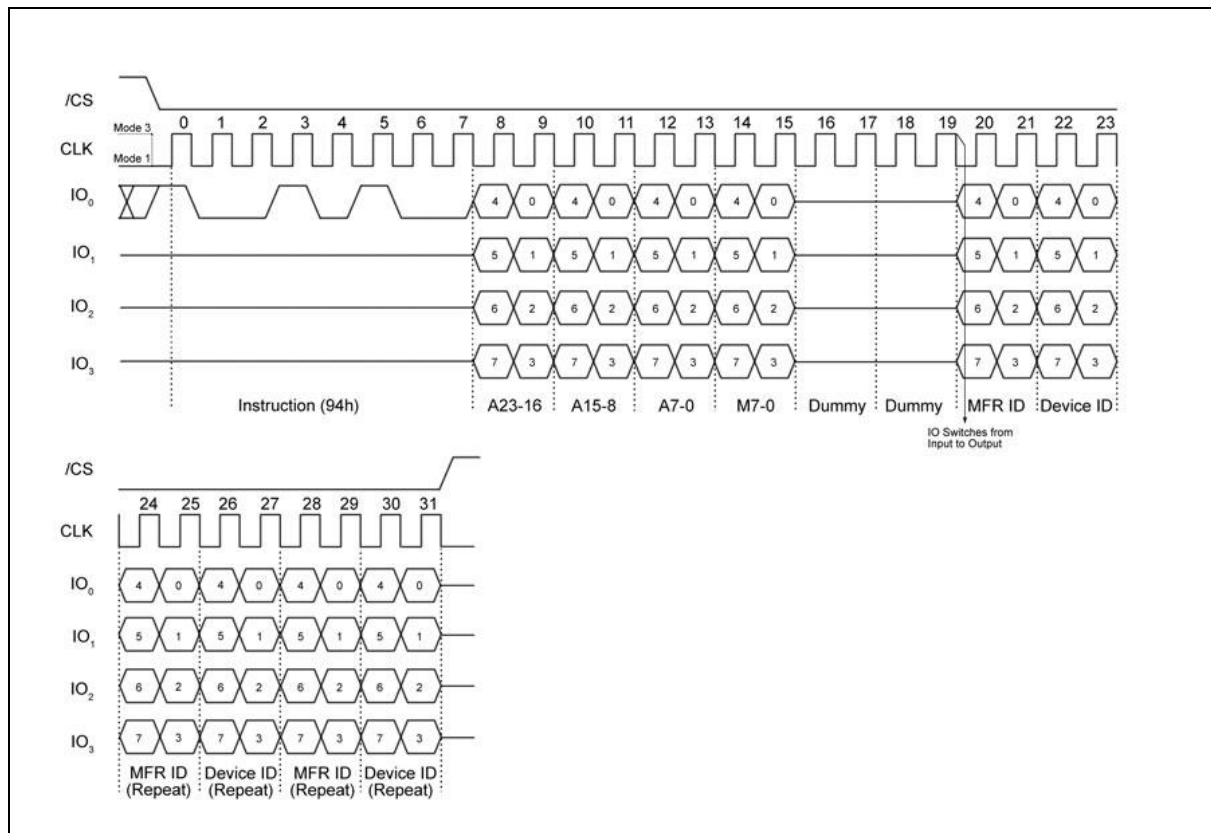 /CS
0 1 2 3 4 5 6 7 8 9 10 11 12 13 14 15 16 17 18 19 20 21 22 23
Mode 3
CLK
Mode 1
IO0 4 0 4 0 4 0 4 0 4 0 4 0
IO1 5 1 5 1 5 1 5 1 5 1 5 1
IO2 6 2 6 2 6 2 6 2 6 2 6 2
IO3 7 3 7 3 7 3 7 3 7 3 7 3
Instruction (94h) A23-16 A15-8 A7-0 M7-0 Dummy Dummy MFR ID Device ID
IO Switches from
Input to Output
/CS
24 25 26 27 28 29 30 31
CLK
IO0 4 0 4 0 4 0 4 0
IO1 5 1 5 1 5 1 5 1
IO2 6 2 6 2 6 2 6 2
IO3 7 3 7 3 7 3 7 3
MFR ID Device ID MFR ID Device ID
(Repeat) (Repeat) (Repeat) (Repeat)